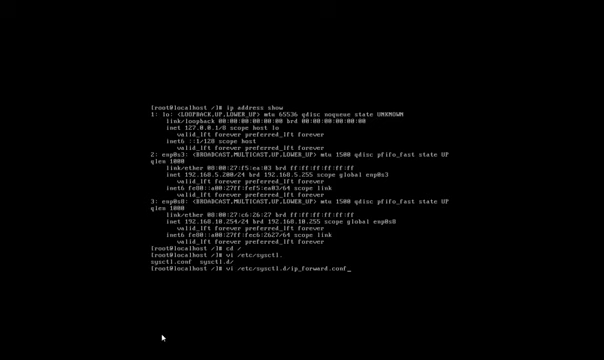 [root@localhost /]# ip address show
1: lo: <LOOPBACK,UP,LOWER_UP> mtu 65536 qdisc noqueue state UNKNOWN
link/loopback 00:00:00:00:00:00 brd 00:00:00:00:00:00
inet 127.0.0.1/8 scope host lo
valid_lft forever preferred_lft forever
inet6 ::1/128 scope host
valid_lft forever preferred_lft forever
2: enp0s3: <BROADCAST,MULTICAST,UP,LOWER_UP> mtu 1500 qdisc pfifo_fast state UP
qlen 1000
link/ether 08:00:27:f5:ea:03 brd ff:ff:ff:ff:ff:ff
inet 192.168.5.200/24 brd 192.168.5.255 scope global enp0s3
valid_lft forever preferred_lft forever
inet6 fe80::a00:27ff:fef5:ea03/64 scope link
valid_lft forever preferred_lft forever
3: enp0s8: <BROADCAST,MULTICAST,UP,LOWER_UP> mtu 1500 qdisc pfifo_fast state UP
qlen 1000
link/ether 08:00:27:c6:26:27 brd ff:ff:ff:ff:ff:ff
inet 192.168.10.254/24 brd 192.168.10.255 scope global enp0s8
inet6 fe80::a00:27ff:fec6:2627/64 scope link
valid_lft forever preferred_lft forever
[root@localhost /]# cd /
[root@localhost /]# vi /etc/sysctl.
sysctl.conf sysctl.d/
[root@localhost /]# vi /etc/sysctl.d/ip_forward.conf_